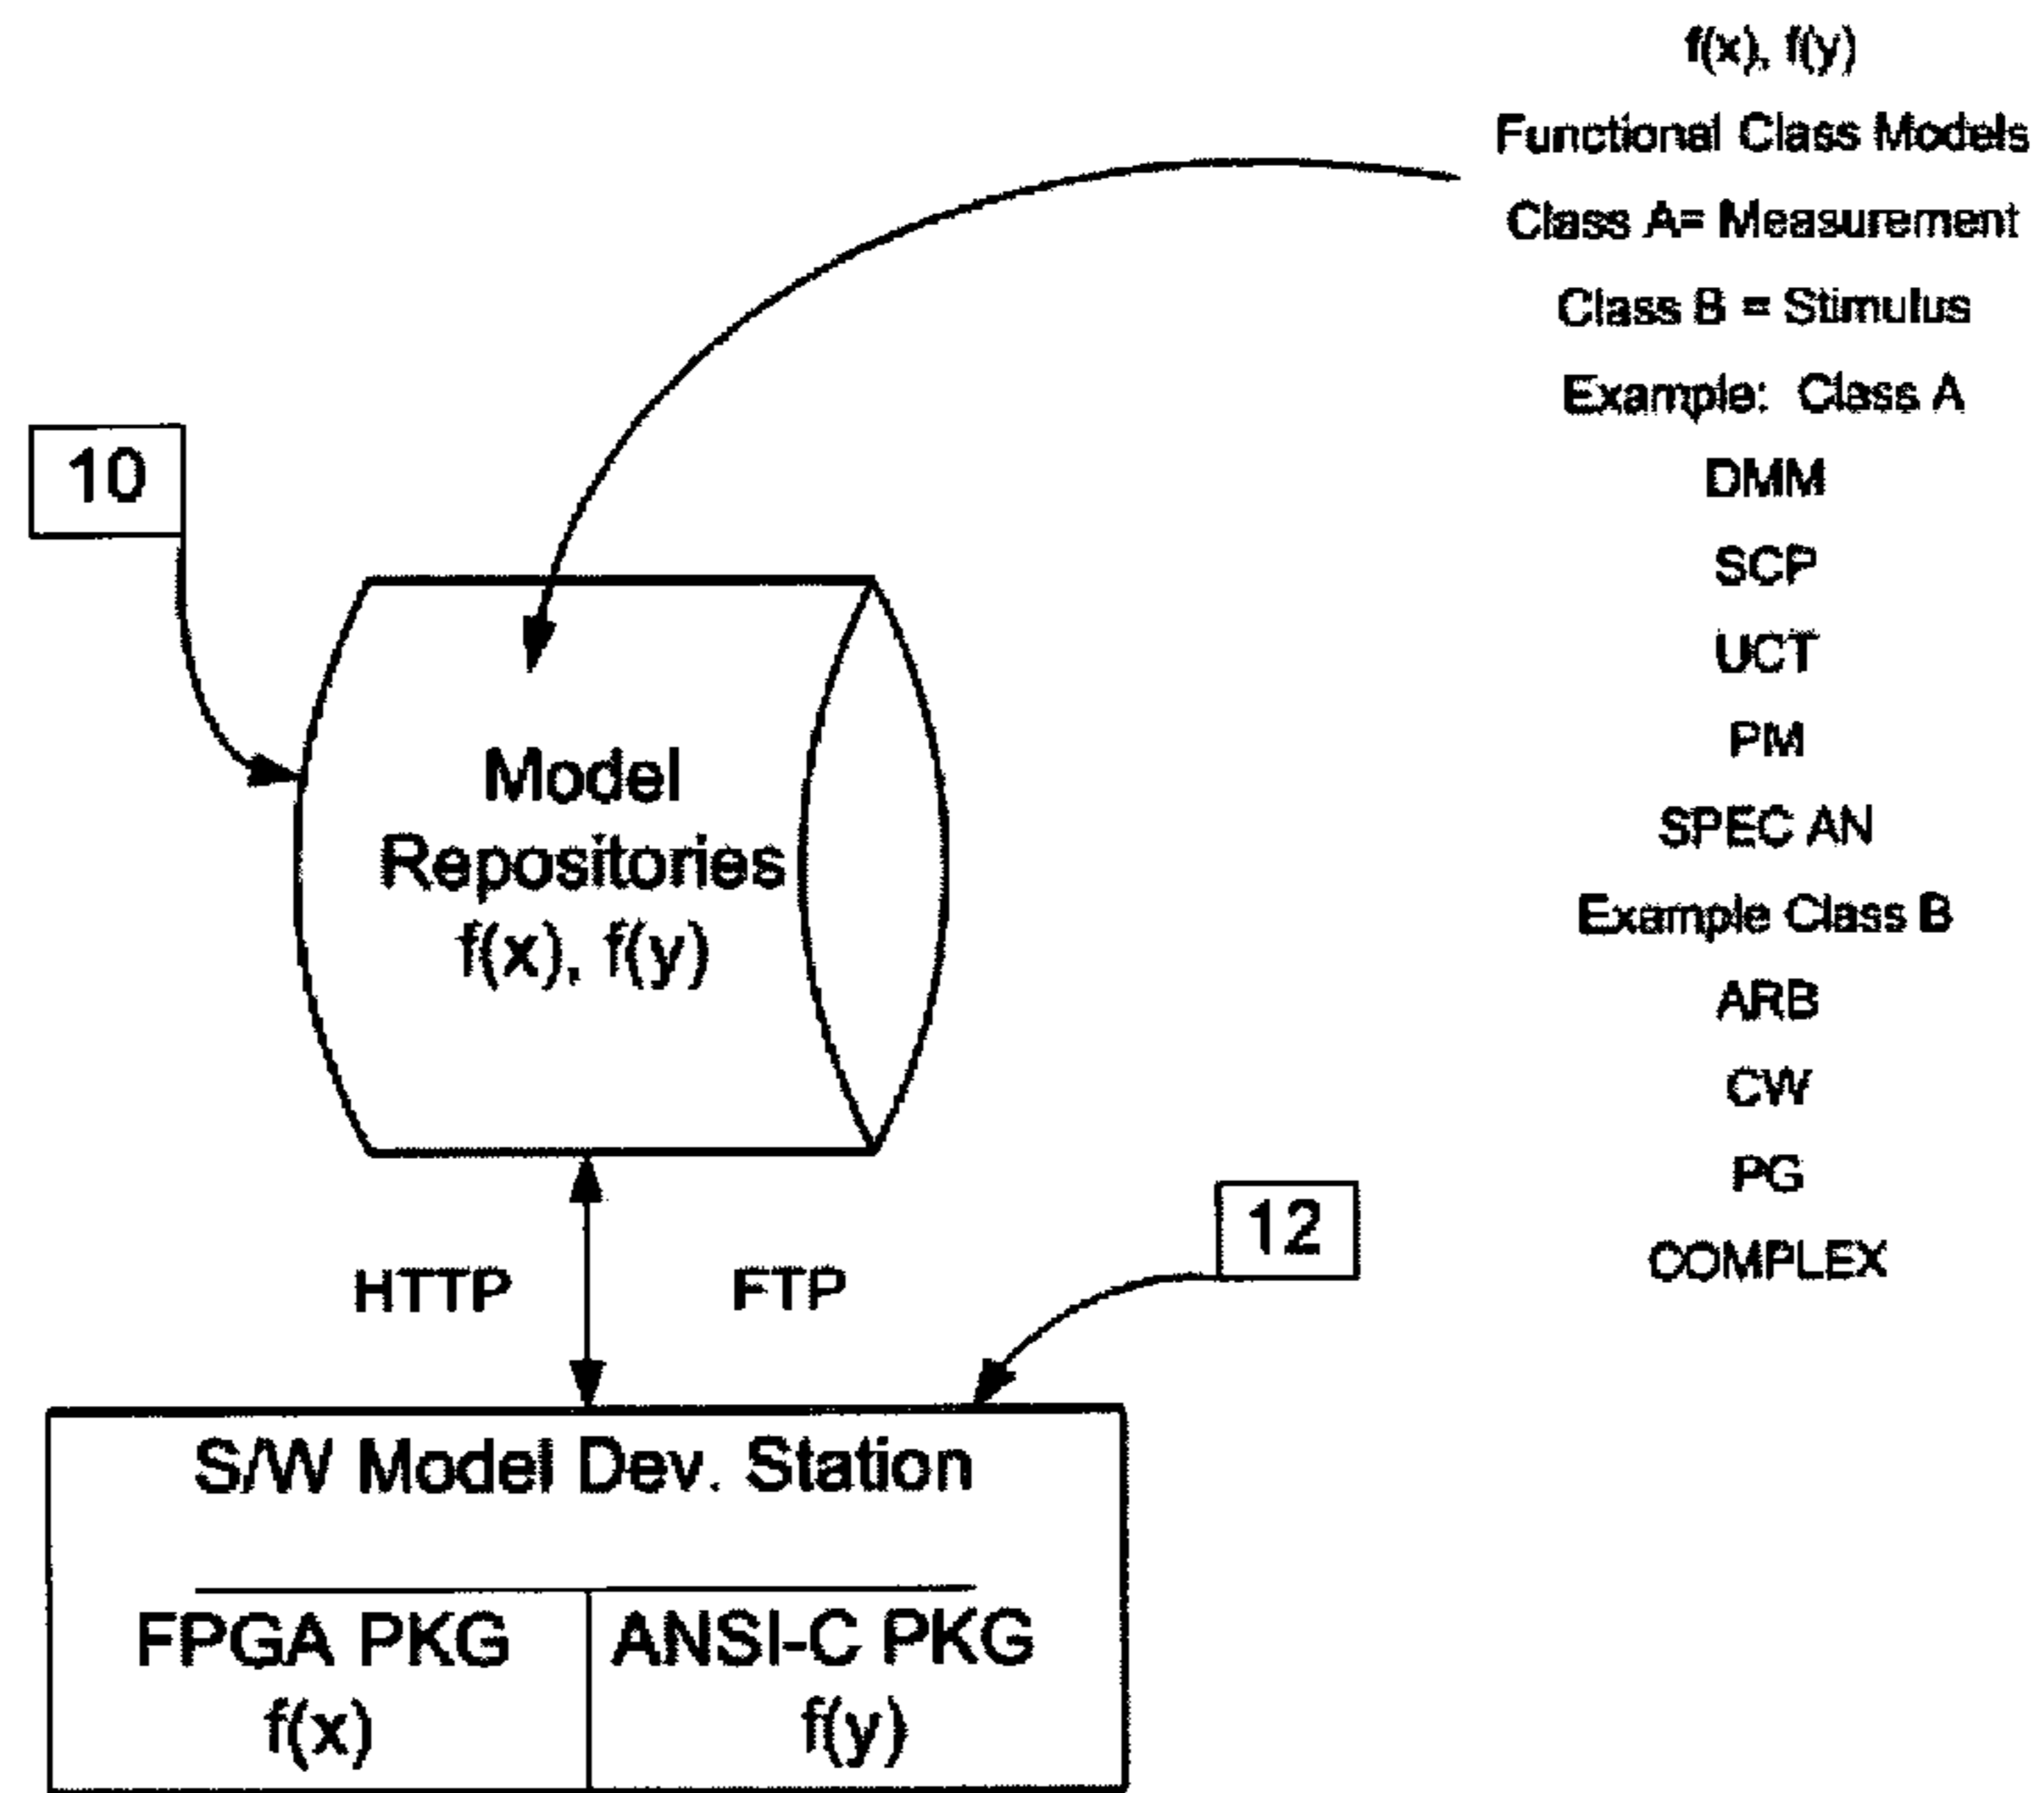 f(x), f(y)
Functional Class Models
Class A= Measurement
Class B = Stimulus
Example: Class A
DMM
SCP
UCT
PM
SPEC AN
Example Class B
ARB
CW
PG
COMPLEX
10
Model
Repositories
f(x), f(y)
HTTP FTP
12
S/W Model Dev. Station
FPGA PKG ANSI-C PKG
f(x) f(y)